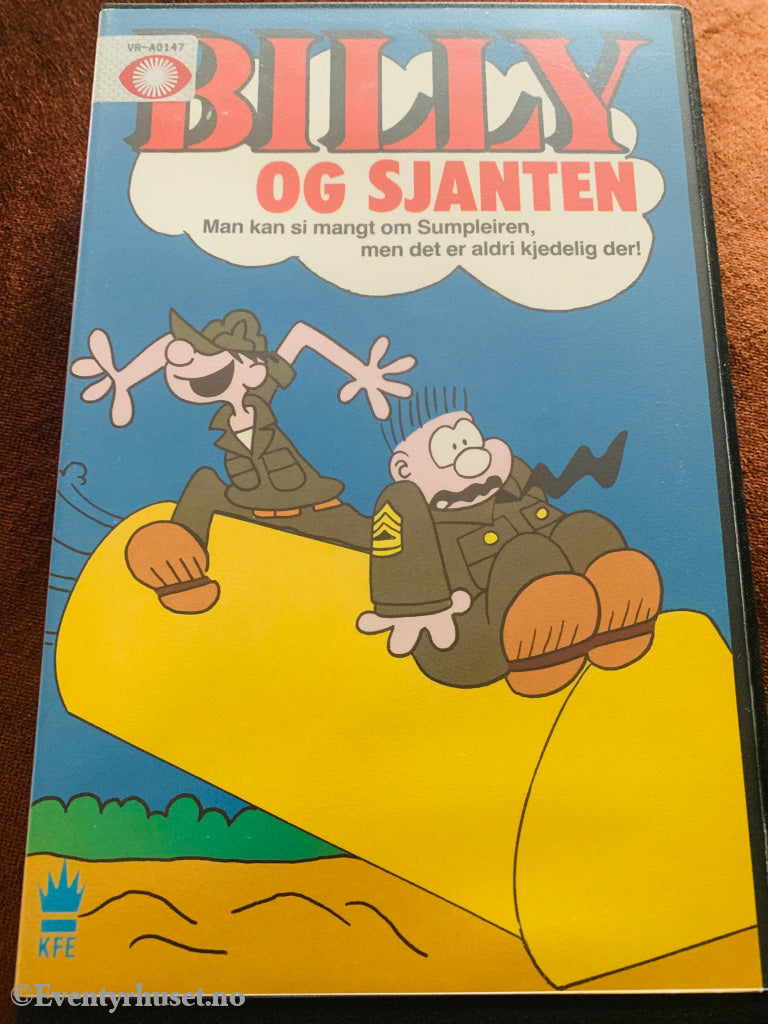 VR-A0147
BILLY
OG SJANTEN
Man kan si mangt om Sumpleiren,
men det er aldri kjedelig der!
KFE
©Eventyrhuset.no